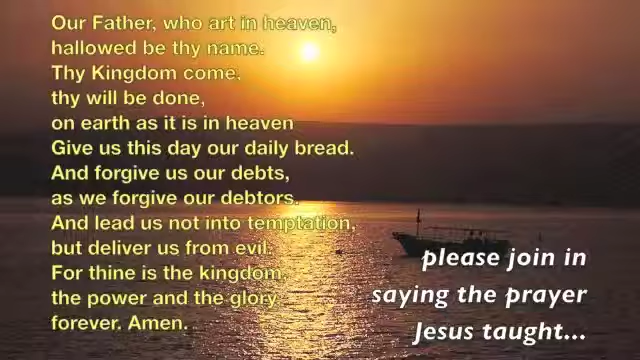 Our Father, who art in heaven,
hallowed be thy name.
Thy Kingdom come,
thy will be done,
on earth as it is in heaven
Give us this day our daily bread.
And forgive us our debts,
as we forgive our debtors.
And lead us not into temptation,
but deliver us from evil.
For thine is the kingdom,
the power and the glory
forever. Amen.
please join in
saying the prayer
Jesus taught...